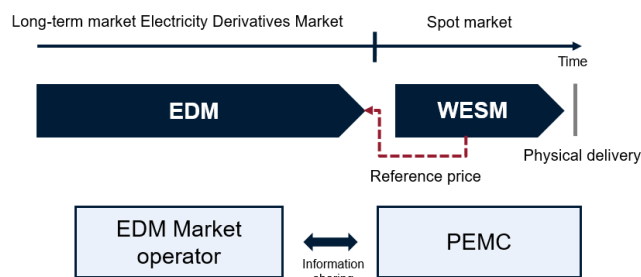 Long-term market Electricity Derivatives Market
Spot market
Time
EDM
WESM
Physical delivery
Reference price
EDM Market
operator
PEMC
Information
sharing